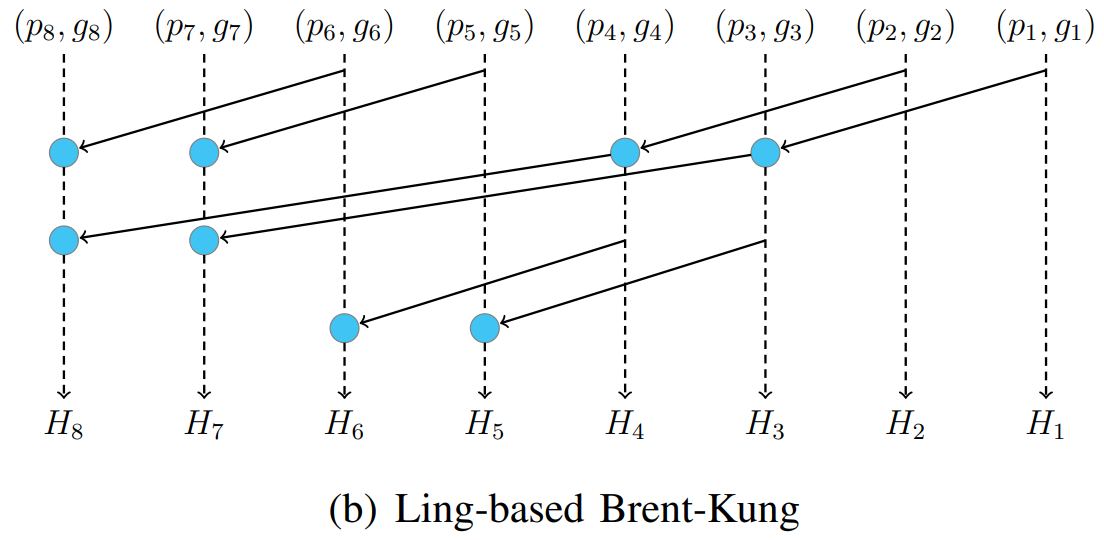 (p₈, g₈) (p₇, g₇) (p₆, g₆) (p₅, g₅) (p₄, g₄) (p₃, g₃) (p₂, g₂) (p₁, g₁)
H₈ H₇ H₆ H₅ H₄ H₃ H₂ H₁
(b) Ling-based Brent-Kung